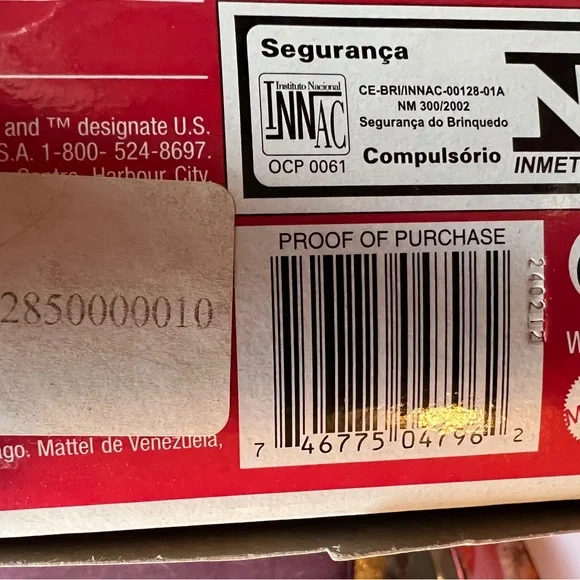 and ™ designate U.S.
S.A. 1-800- 524-8697.
Harbour City
2850000010
ago. Mattel de Venezuela,
Segurança
Instituto Nacional
INNAC
OCP 0061
CE-BRI/INNAC-00128-01A
NM 300/2002
Segurança do Brinquedo
Compulsório
INMET
PROOF OF PURCHASE
7 46775 04796 2